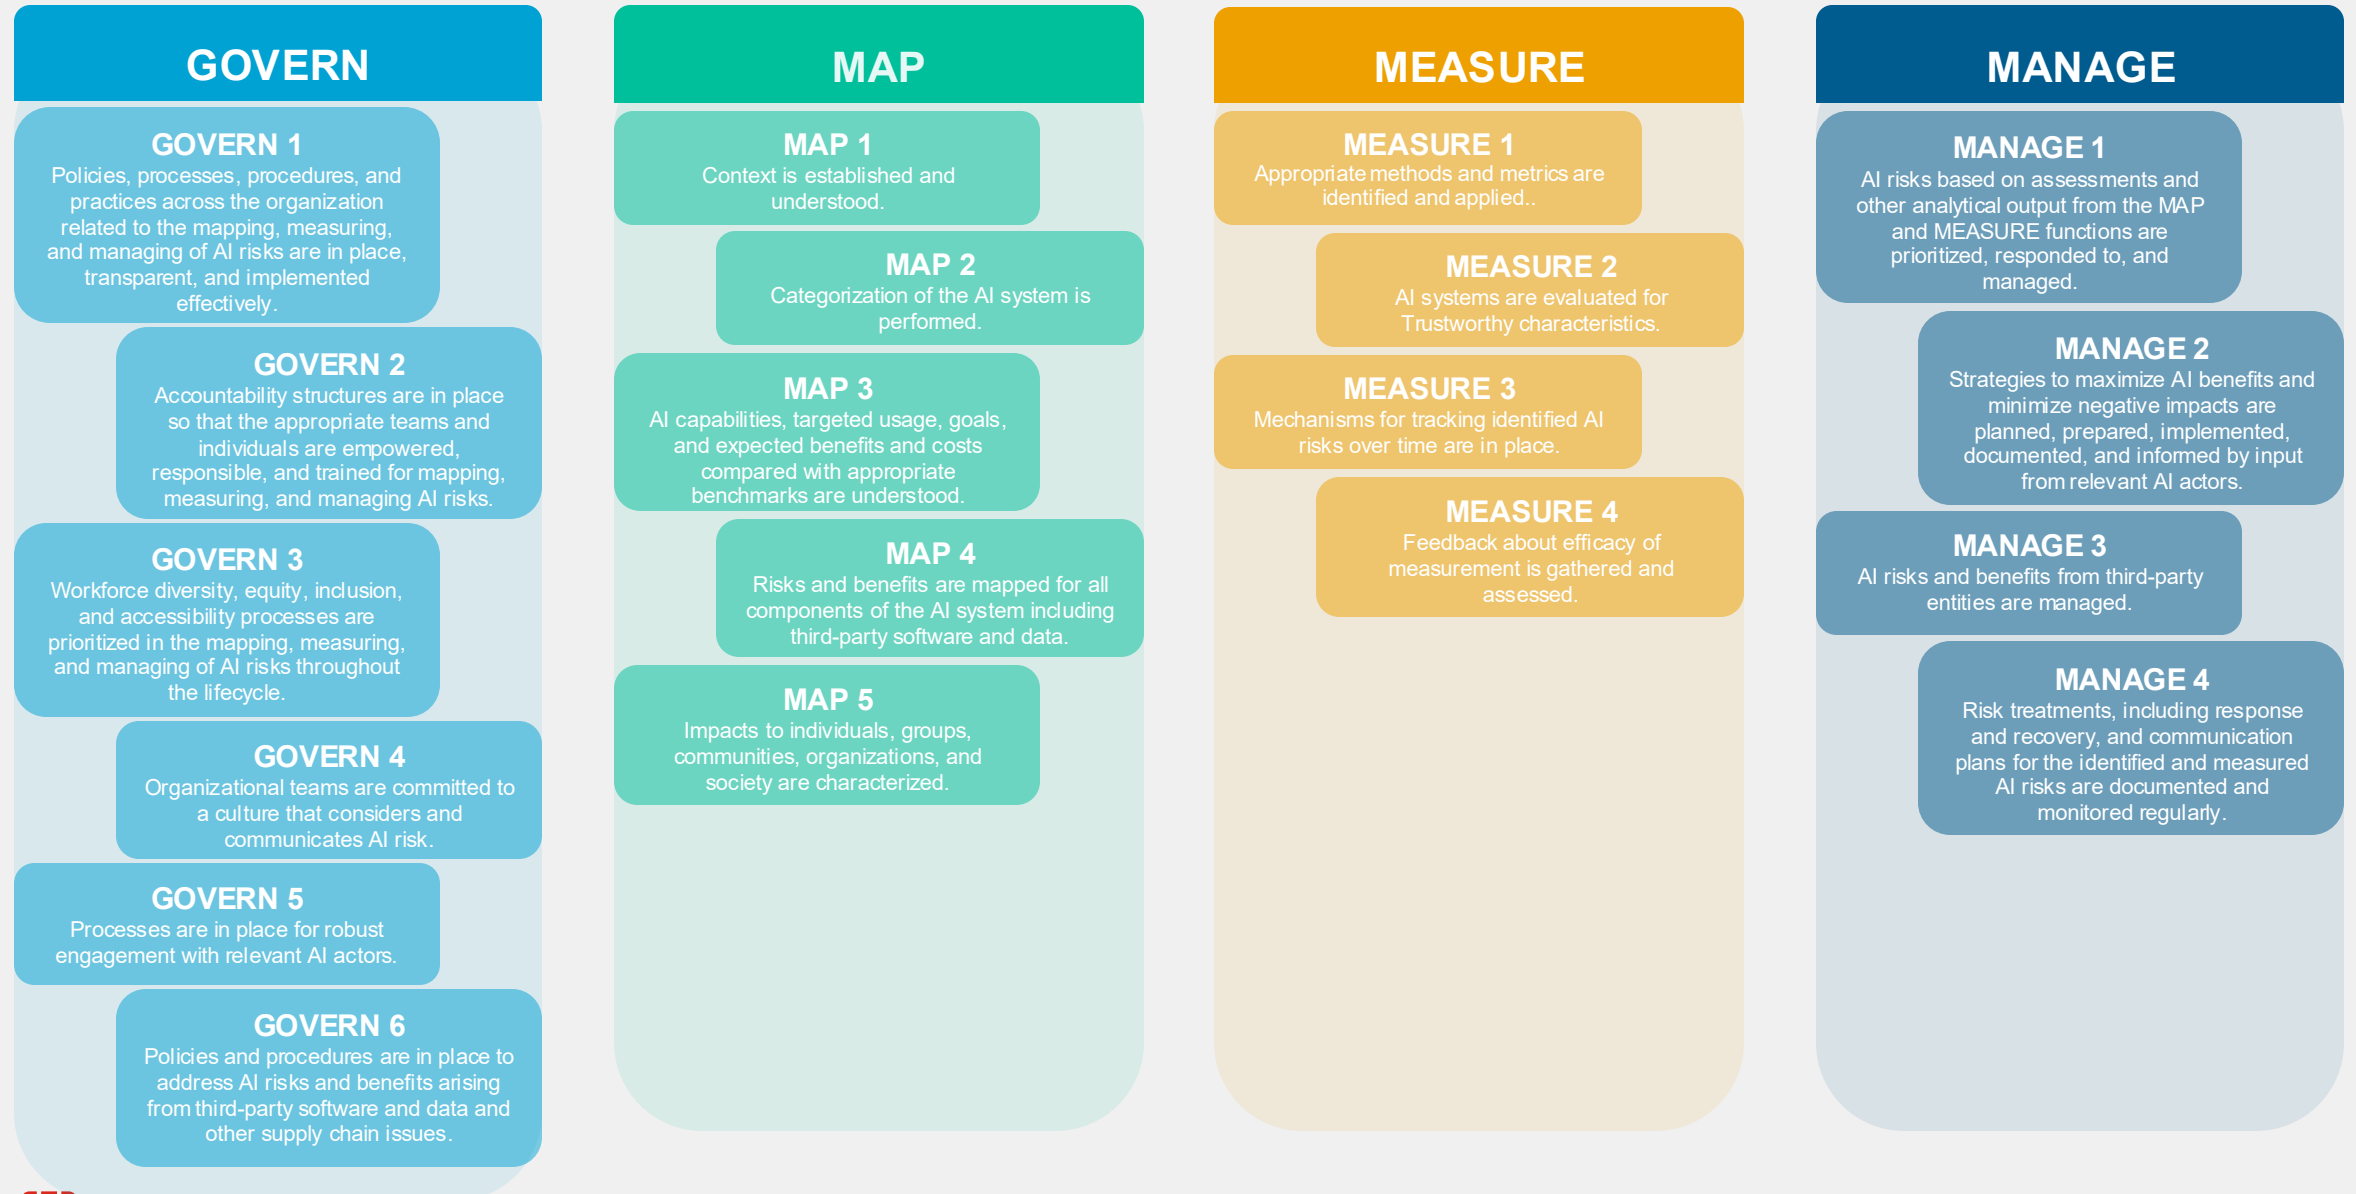 GOVERN
GOVERN 1
Policies, processes, procedures, and
practices across the organization
related to the mapping, measuring,
and managing of AI risks are in place,
transparent, and implemented
effectively.
GOVERN 2
Accountability structures are in place
so that the appropriate teams and
individuals are empowered,
responsible, and trained for mapping,
measuring, and managing AI risks.
GOVERN 3
Workforce diversity, equity, inclusion,
and accessibility processes are
prioritized in the mapping, measuring,
and managing of AI risks throughout
the lifecycle.
GOVERN 4
Organizational teams are committed to
a culture that considers and
communicates AI risk.
GOVERN 5
Processes are in place for robust
engagement with relevant AI actors.
GOVERN 6
Policies and procedures are in place to
address AI risks and benefits arising
from third-party software and data and
other supply chain issues.
MAP
MAP 1
Context is established and
understood.
MAP 2
Categorization of the AI system is
performed.
MAP 3
AI capabilities, targeted usage, goals,
and expected benefits and costs
compared with appropriate
benchmarks are understood.
MAP 4
Risks and benefits are mapped for all
components of the AI system including
third-party software and data.
MAP 5
Impacts to individuals, groups,
communities, organizations, and
society are characterized.
MEASURE
MEASURE 1
Appropriate methods and metrics are
identified and applied..
MEASURE 2
AI systems are evaluated for
Trustworthy characteristics.
MEASURE 3
Mechanisms for tracking identified AI
risks over time are in place.
MEASURE 4
Feedback about efficacy of
measurement is gathered and
assessed.
MANAGE
MANAGE 1
AI risks based on assessments and
other analytical output from the MAP
and MEASURE functions are
prioritized, responded to, and
managed.
MANAGE 2
Strategies to maximize AI benefits and
minimize negative impacts are
planned, prepared, implemented,
documented, and informed by input
from relevant AI actors.
MANAGE 3
AI risks and benefits from third-party
entities are managed.
MANAGE 4
Risk treatments, including response
and recovery, and communication
plans for the identified and measured
AI risks are documented and
monitored regularly.